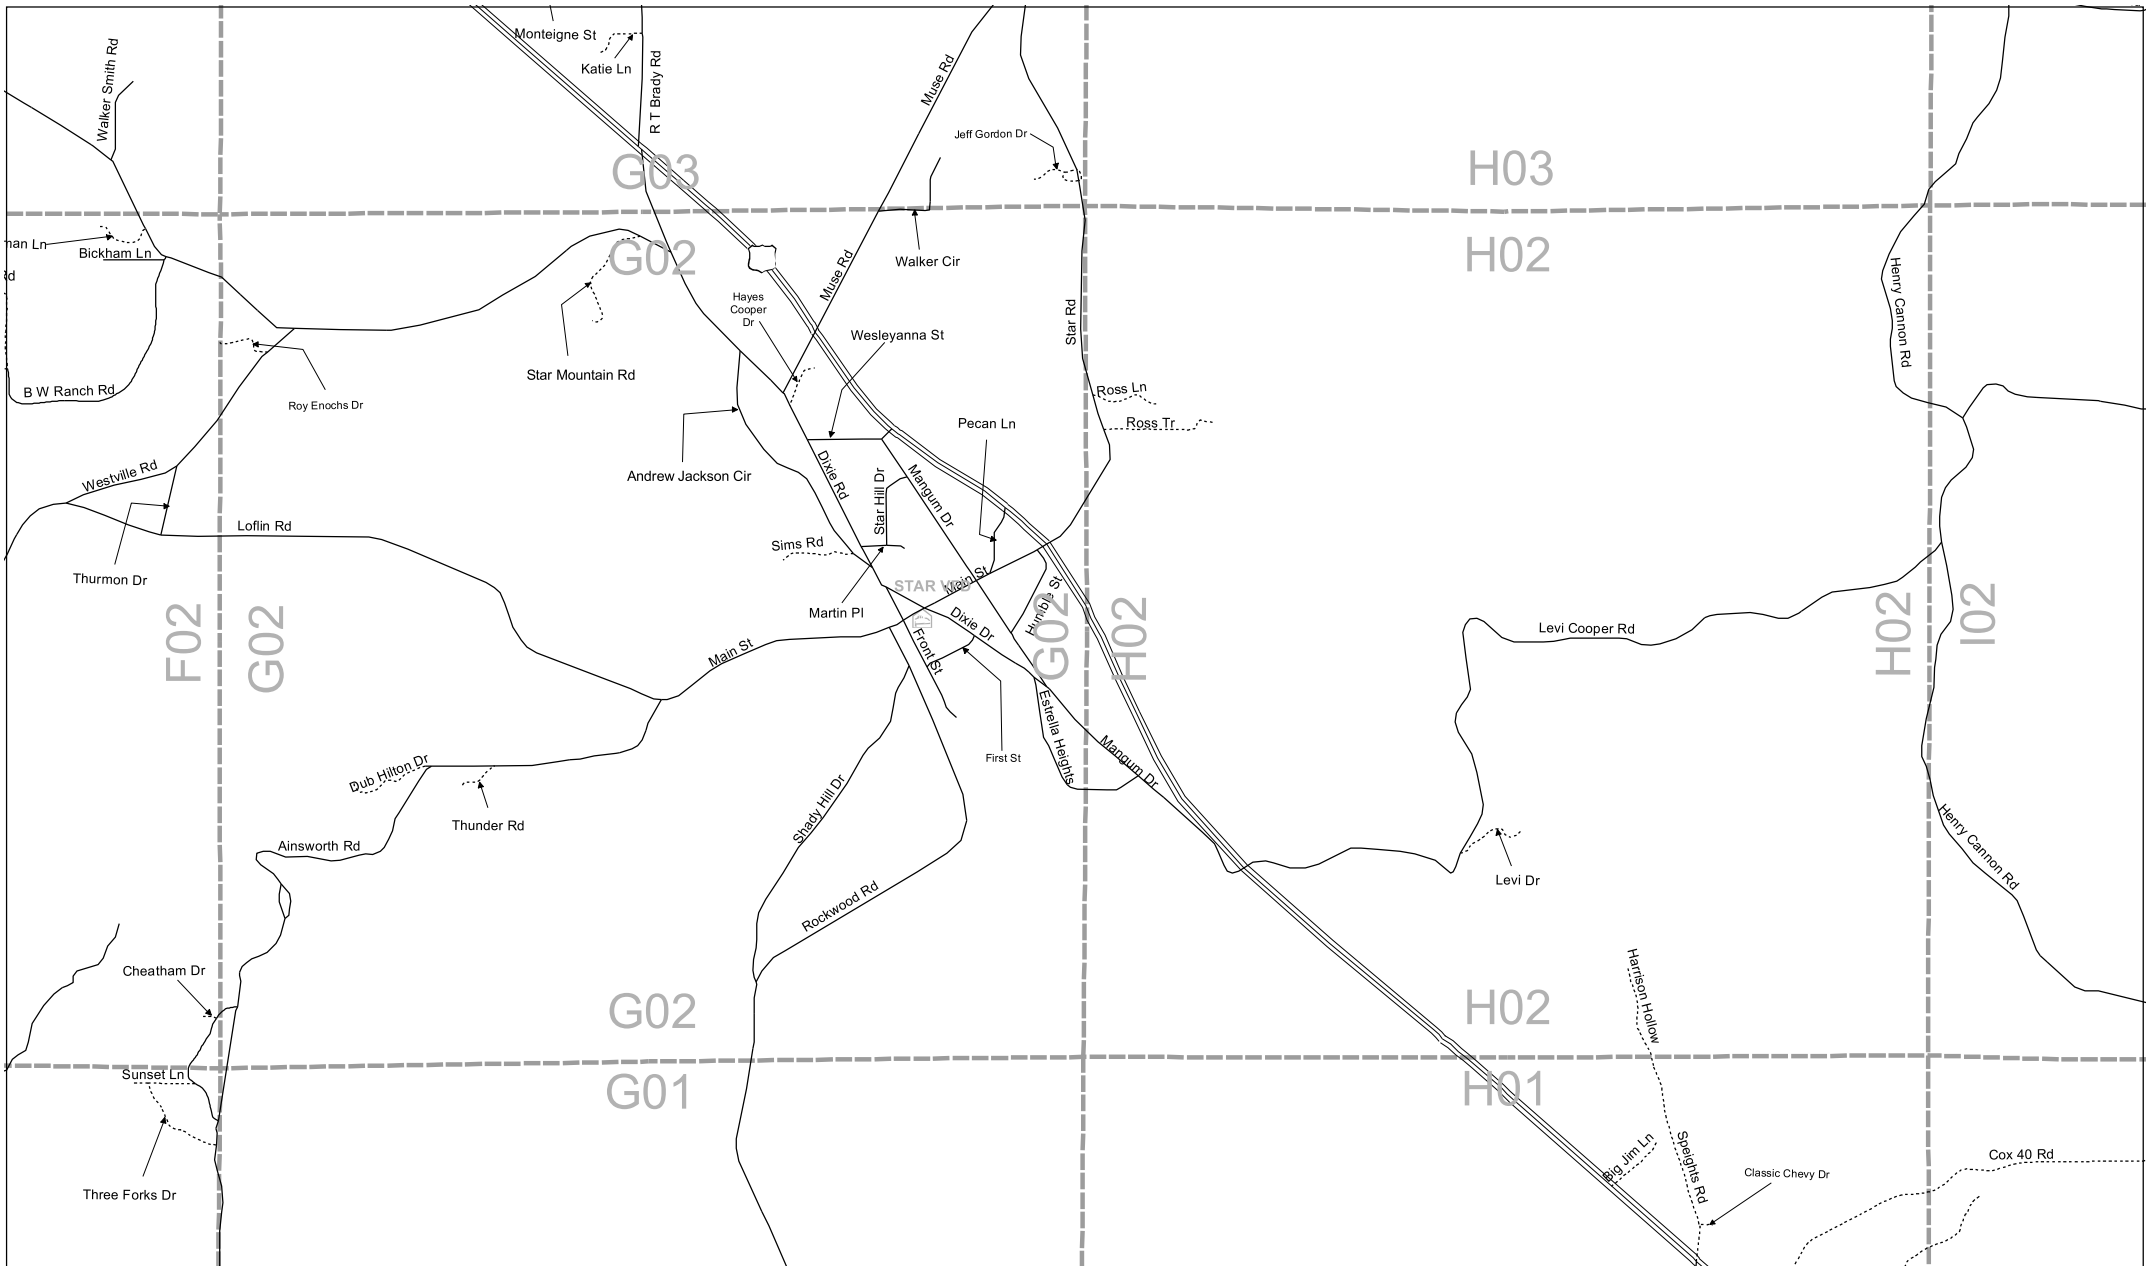 Monteigne St
Katie Ln
R T Brady Rd
Muse Rd
Walker Smith Rd
Jeff Gordon Dr
G03
H03
Bickham Ln
G02
H02
Walker Cir
Muse Rd
Henry Cannon Rd
Hayes
Cooper
Dr
Wesleyanna St
Star Rd
Star Mountain Rd
B W Ranch Rd
Roy Enochs Dr
Ross Ln
Ross Tr
Pecan Ln
Andrew Jackson Cir
Dixie Rd
Westville Rd
Star Hill Dr
Mangum Dr
Loflin Rd
Sims Rd
Thurmon Dr
STAR VFD
Main St
Humble St
Martin Pl
Dixie Dr
F02
G02
G02
H02
H02
I02
Levi Cooper Rd
Main St
Front St
Estrella Heights
First St
Mangum Dr
Dub Hilton Dr
Thunder Rd
Shady Hill Dr
Henry Cannon Rd
Ainsworth Rd
Levi Dr
Rockwood Rd
Cheatham Dr
Harrison Hollow
G02
H02
Sunset Ln
G01
H01
Big Jim Ln
Speights Rd
Cox 40 Rd
Classic Chevy Dr
Three Forks Dr